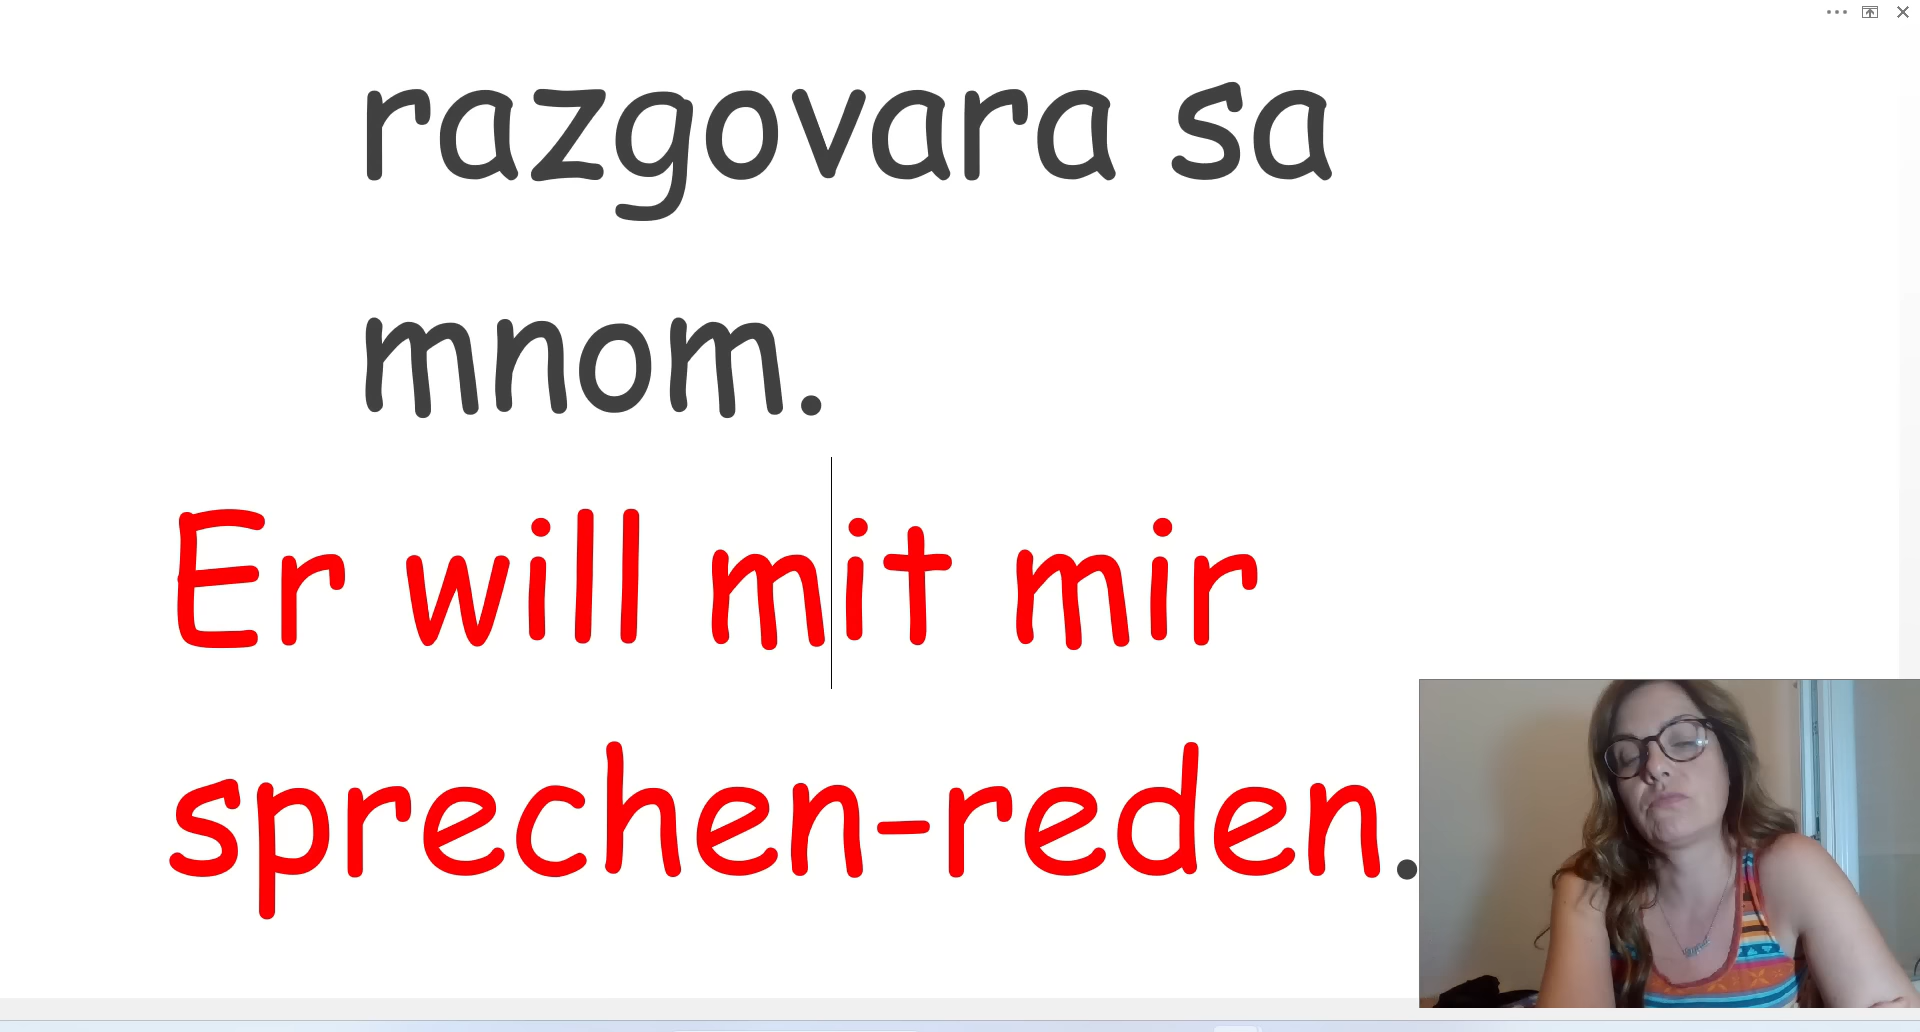 razgovara sa
mnom.
Er will mit mir
sprechen-reden.